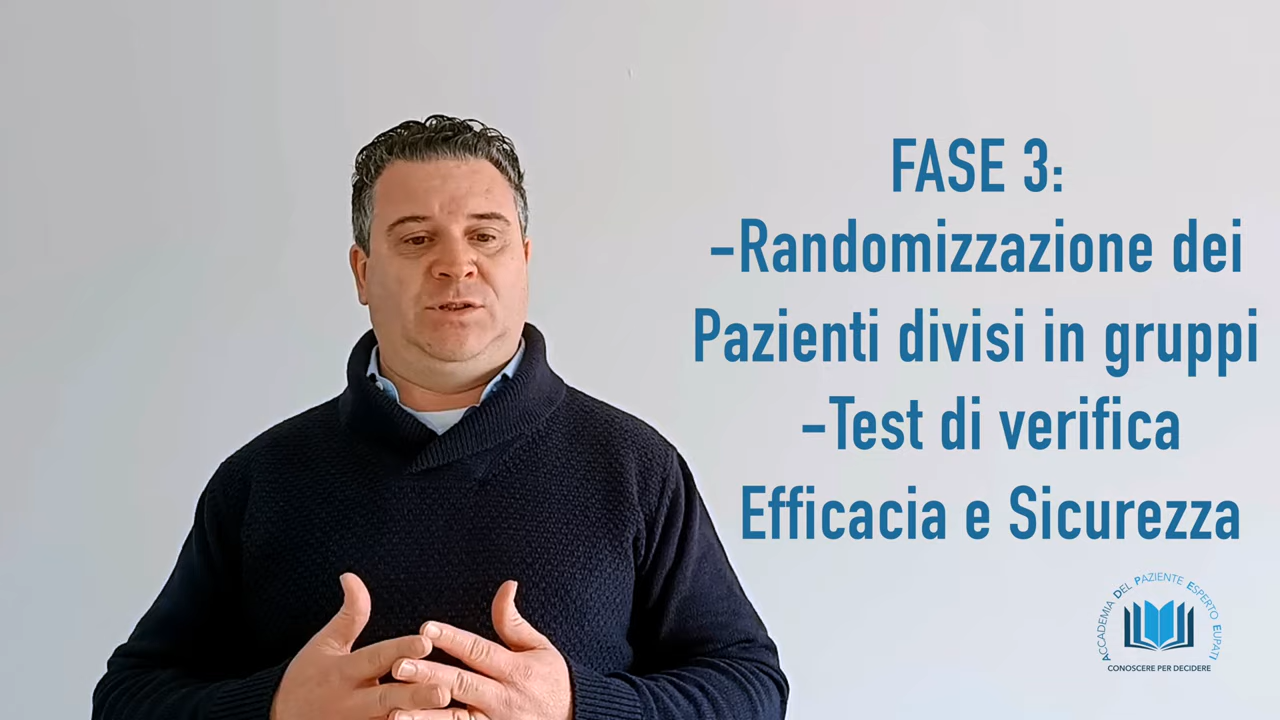 FASE 3:
-Randomizzazione dei
Pazienti divisi in gruppi
-Test di verifica
Efficacia e Sicurezza
ACCADEMIA DEL PAZIENTE ESPERTO EUPATI
CONOSCERE PER DECIDERE